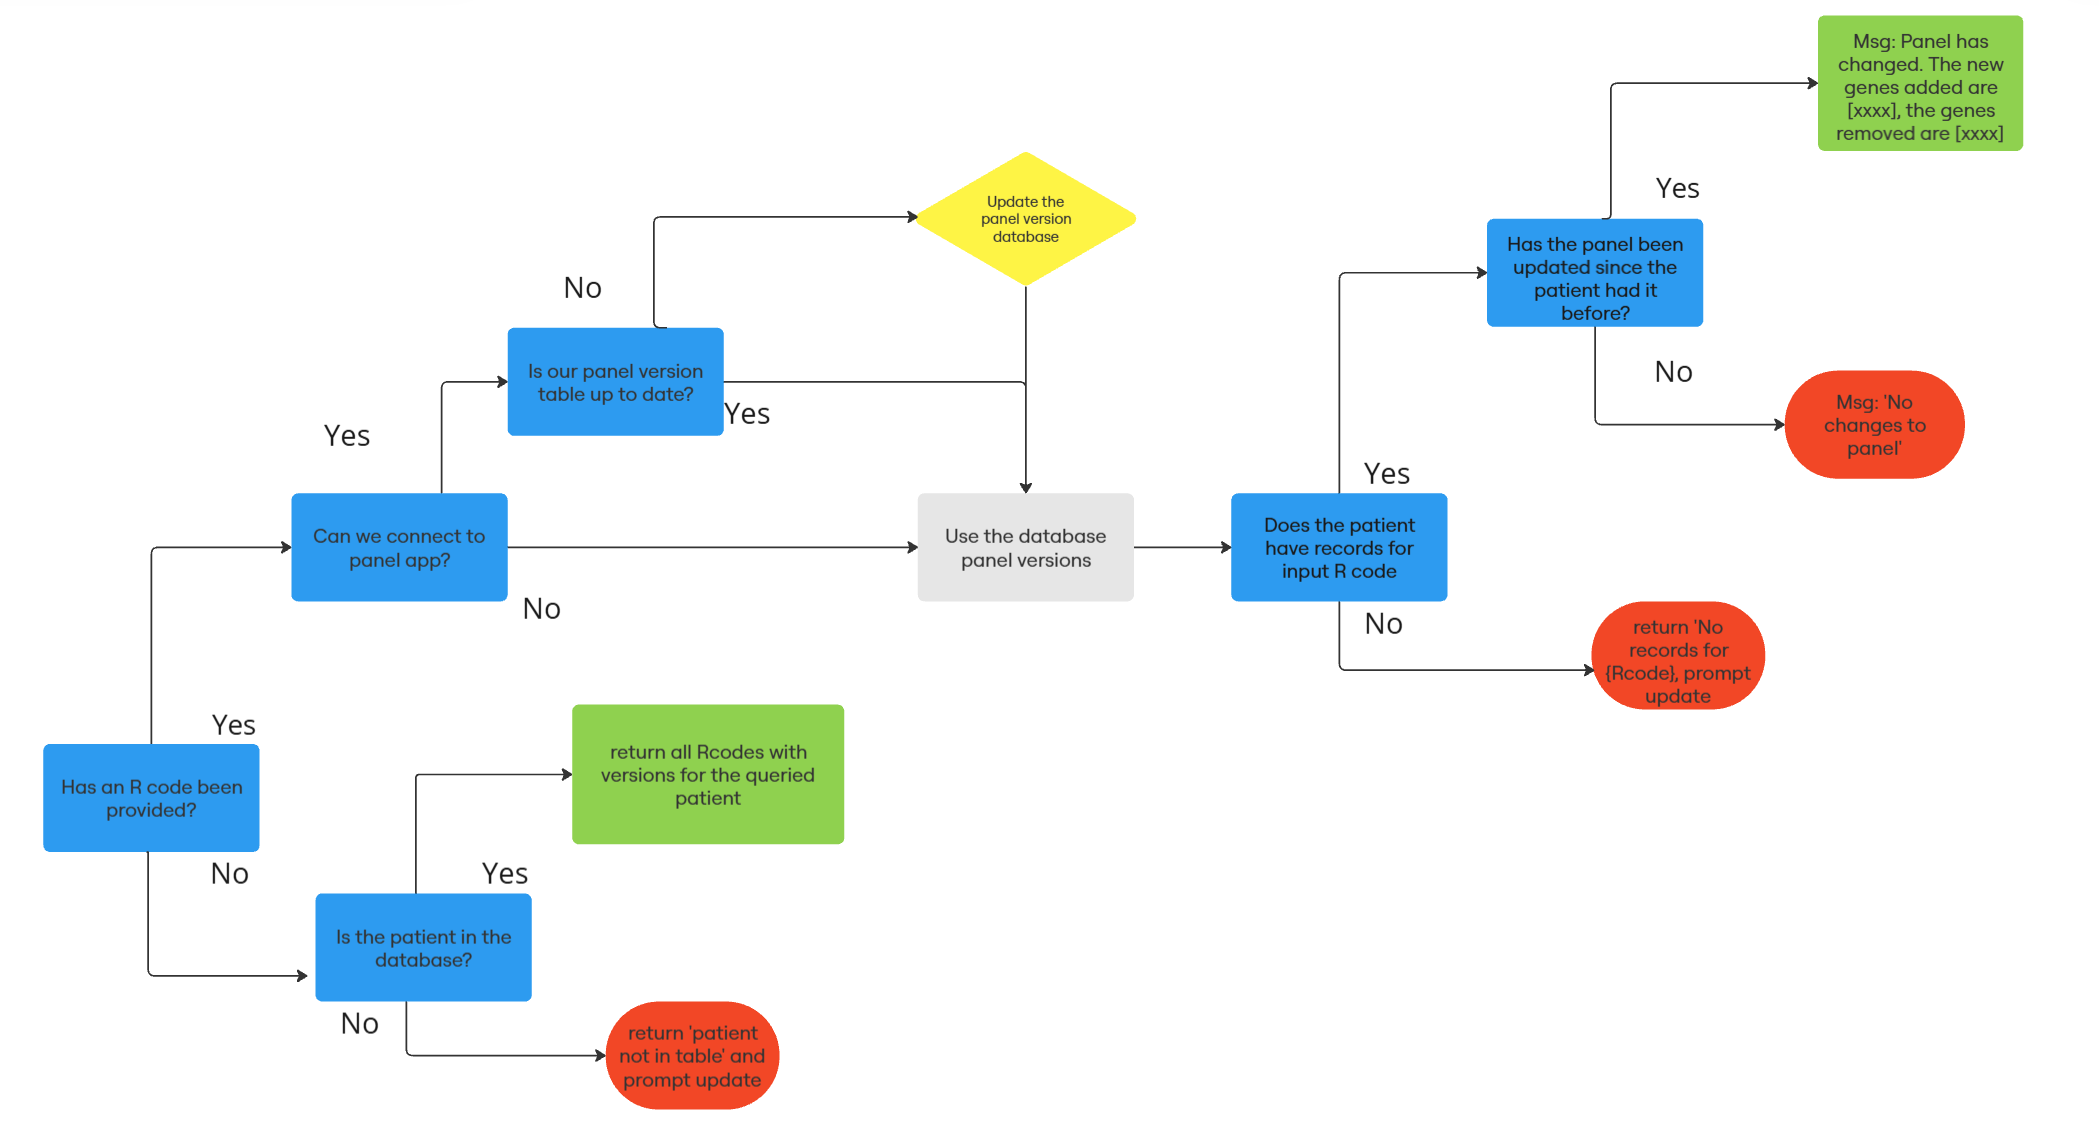 Msg: Panel has
changed. The new
genes added are
[xxxx], the genes
removed are [xxxx]
Yes
Update the
panel version
database
Has the panel been
updated since the
patient had it
before?
No
Is our panel version
table up to date?
Yes
No
Msg: 'No
changes to
panel'
Yes
Can we connect to
panel app?
No
Use the database
panel versions
Yes
Does the patient
have records for
input R code
No
return 'No
records for
{Rcode}, prompt
update
Yes
Has an R code been
provided?
No
return all Rcodes with
versions for the queried
patient
Yes
Is the patient in the
database?
No
return 'patient
not in table' and
prompt update